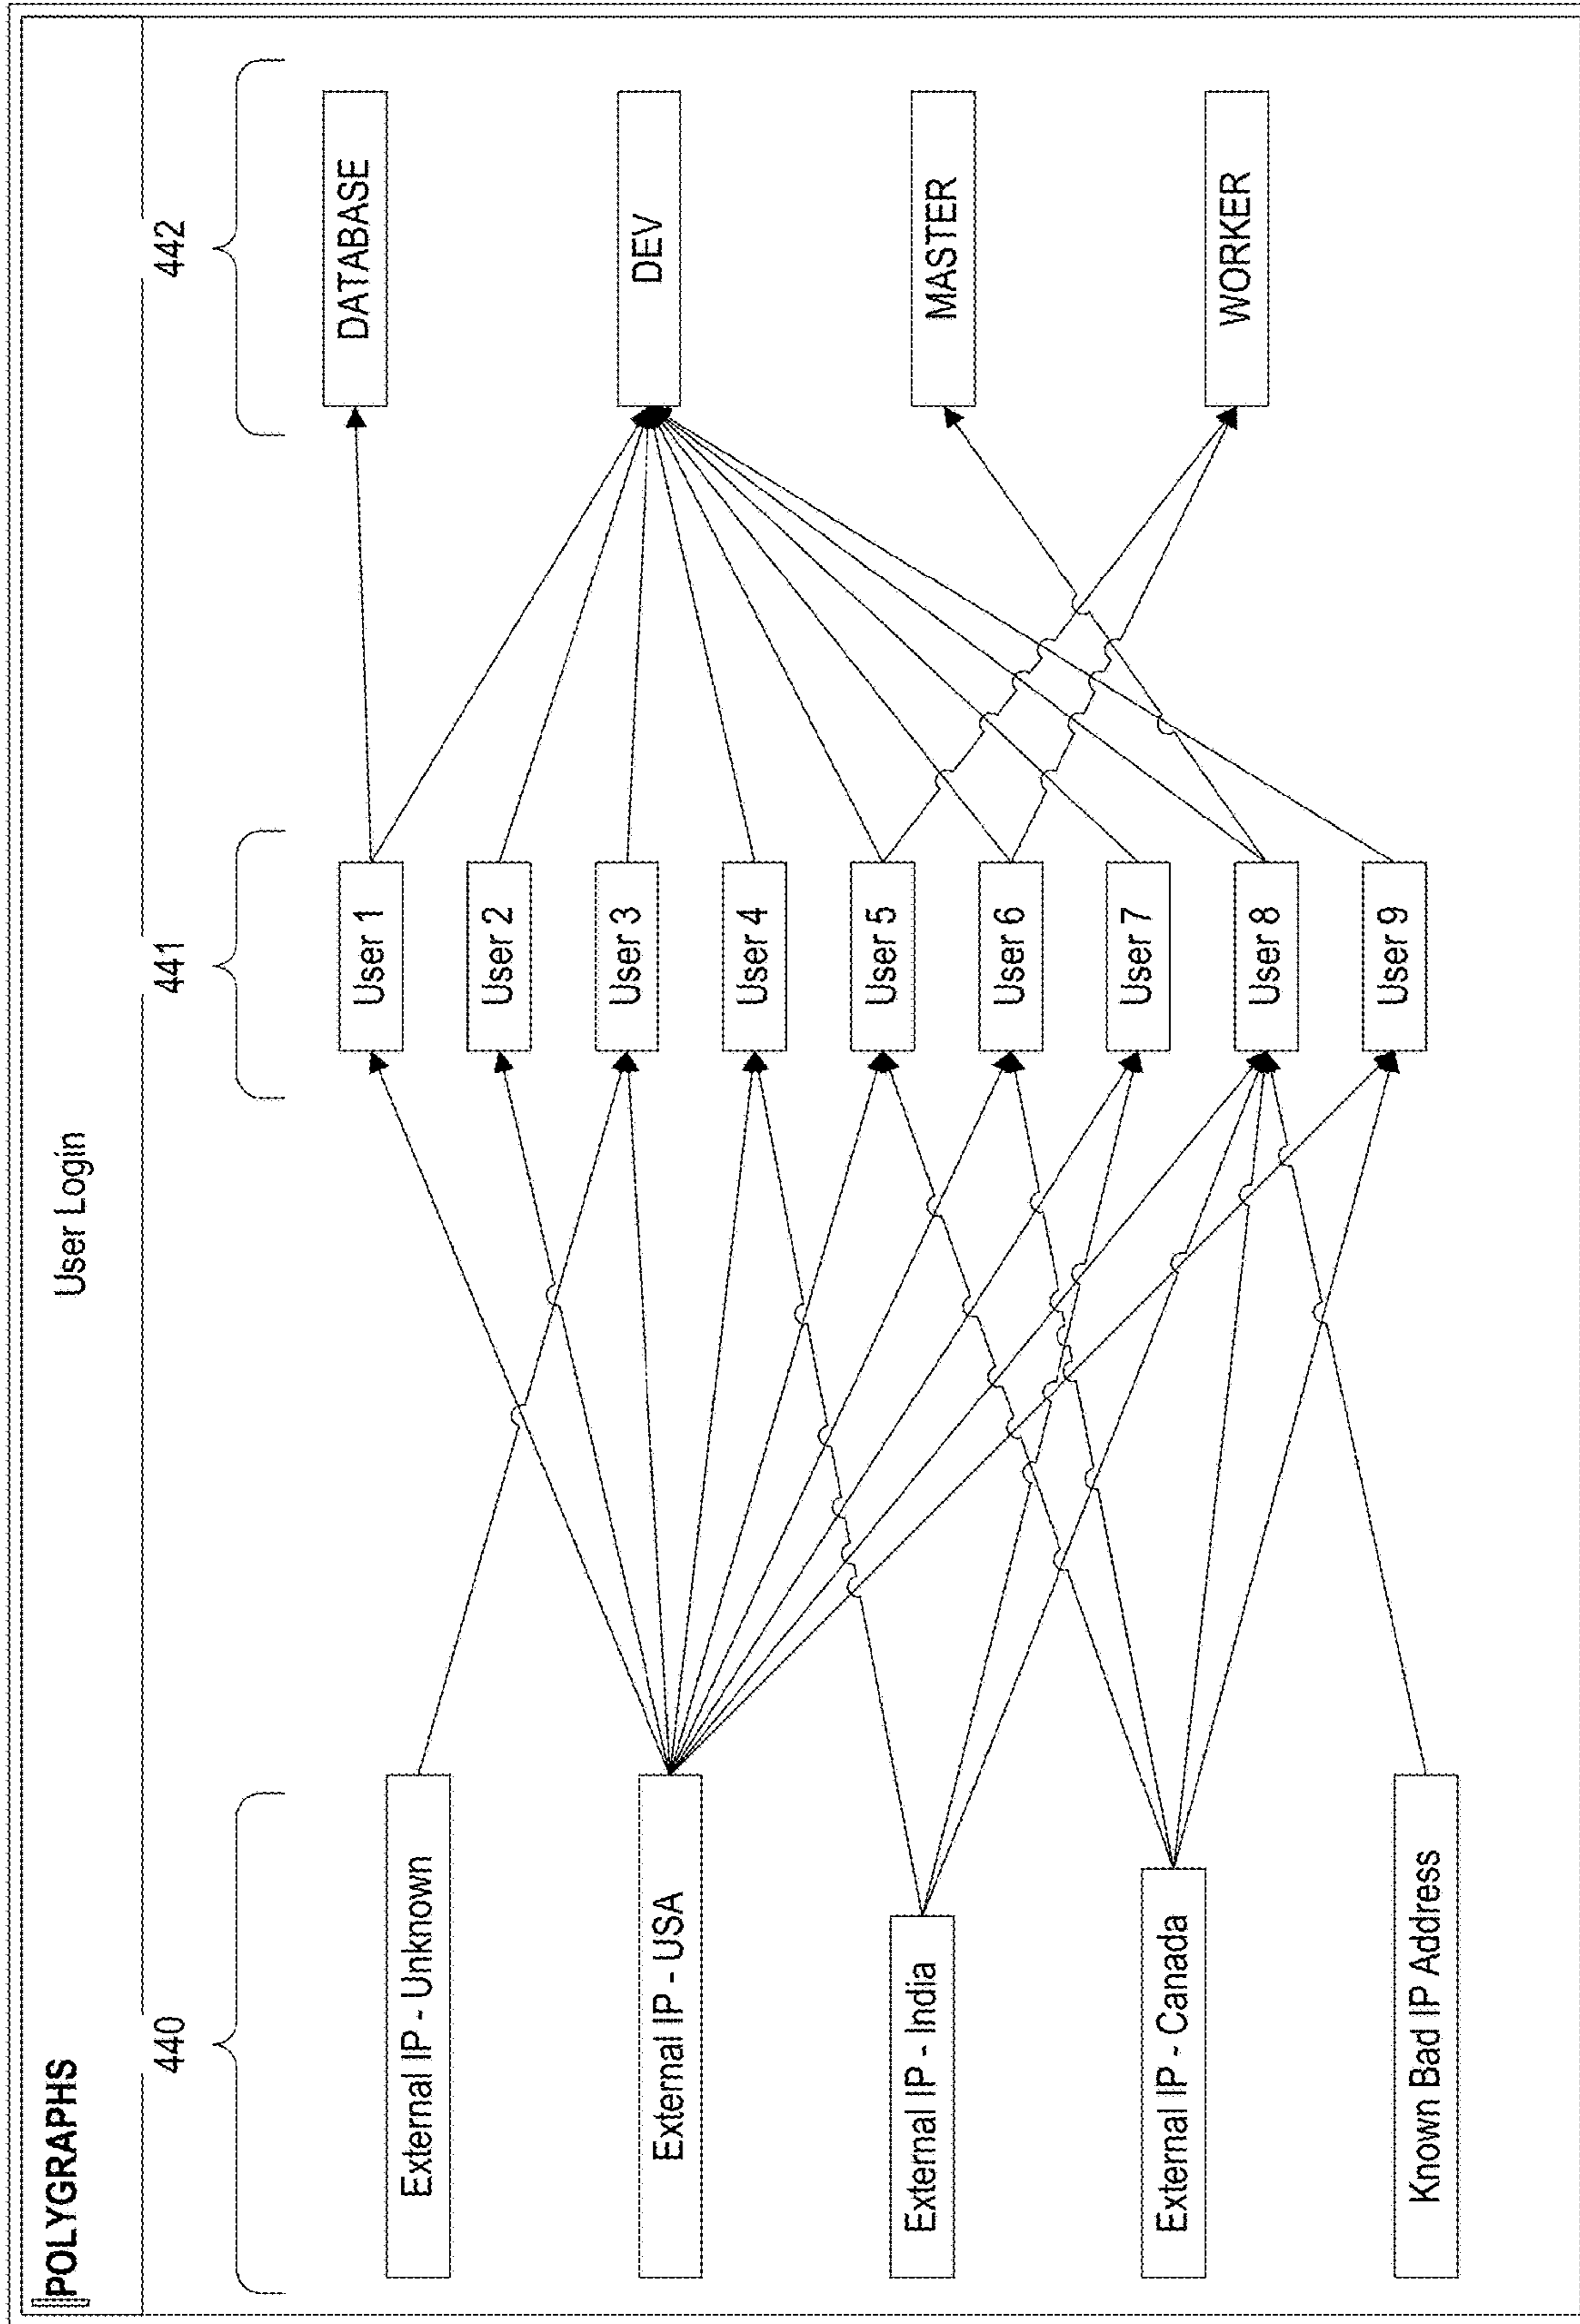 POLYGRAPHS
User Login
440
441
442
External IP - Unknown
External IP - USA
External IP - India
External IP - Canada
Known Bad IP Address
User 1
User 2
User 3
User 4
User 5
User 6
User 7
User 8
User 9
DATABASE
DEV
MASTER
WORKER